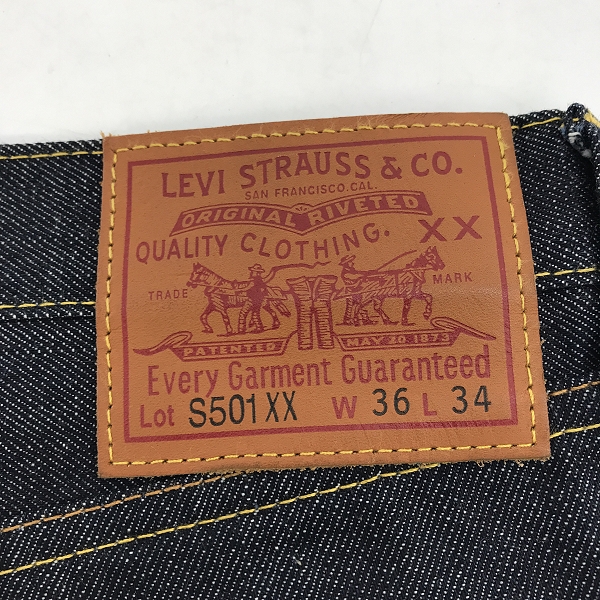 LEVI STRAUSS & CO.
SAN FRANCISCO.CAL.
ORIGINAL RIVETED
QUALITY CLOTHING. XX
TRADE MARK
PATENTED MAY 20.1873
Every Garment Guaranteed
Lot S501XX W 36 L 34